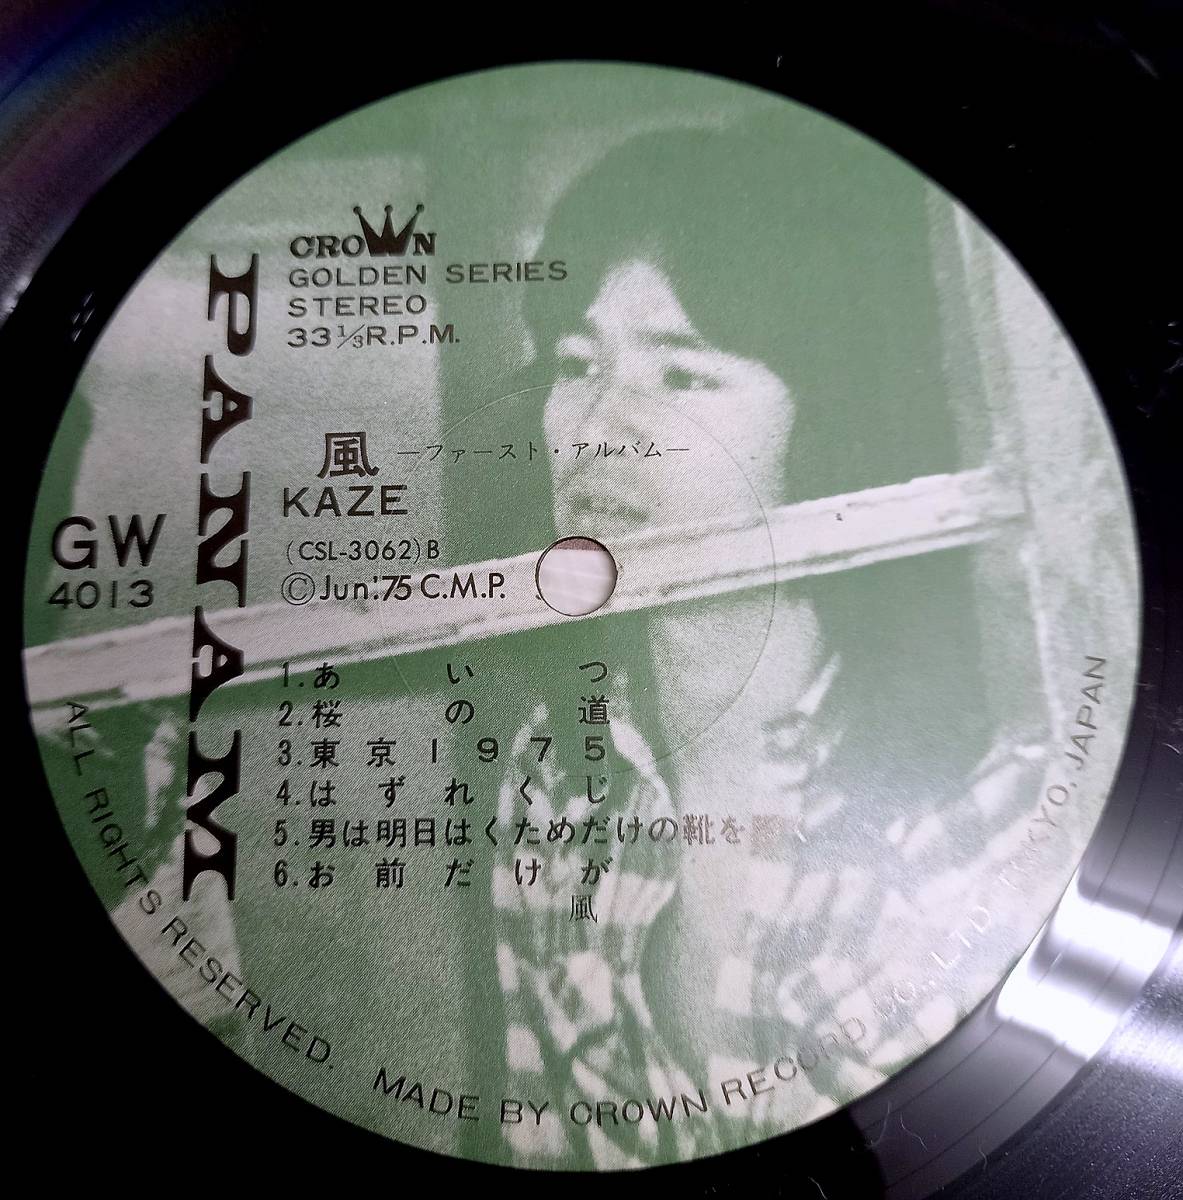 CROWN
GOLDEN SERIES
STEREO
33⅓R.P.M.
PANAM
風 —ファースト・アルバム—
KAZE
GW
4013
(CSL-3062)B
©Jun.'75 C.M.P.
1.あいつ
2.桜の道
3.東京1975
4.はずれくじ
5.男は明日はくためだけの靴を
6.お前だけが
風
ALL RIGHTS RESERVED. MADE BY CROWN RECORD CO., LTD. TOKYO, JAPAN